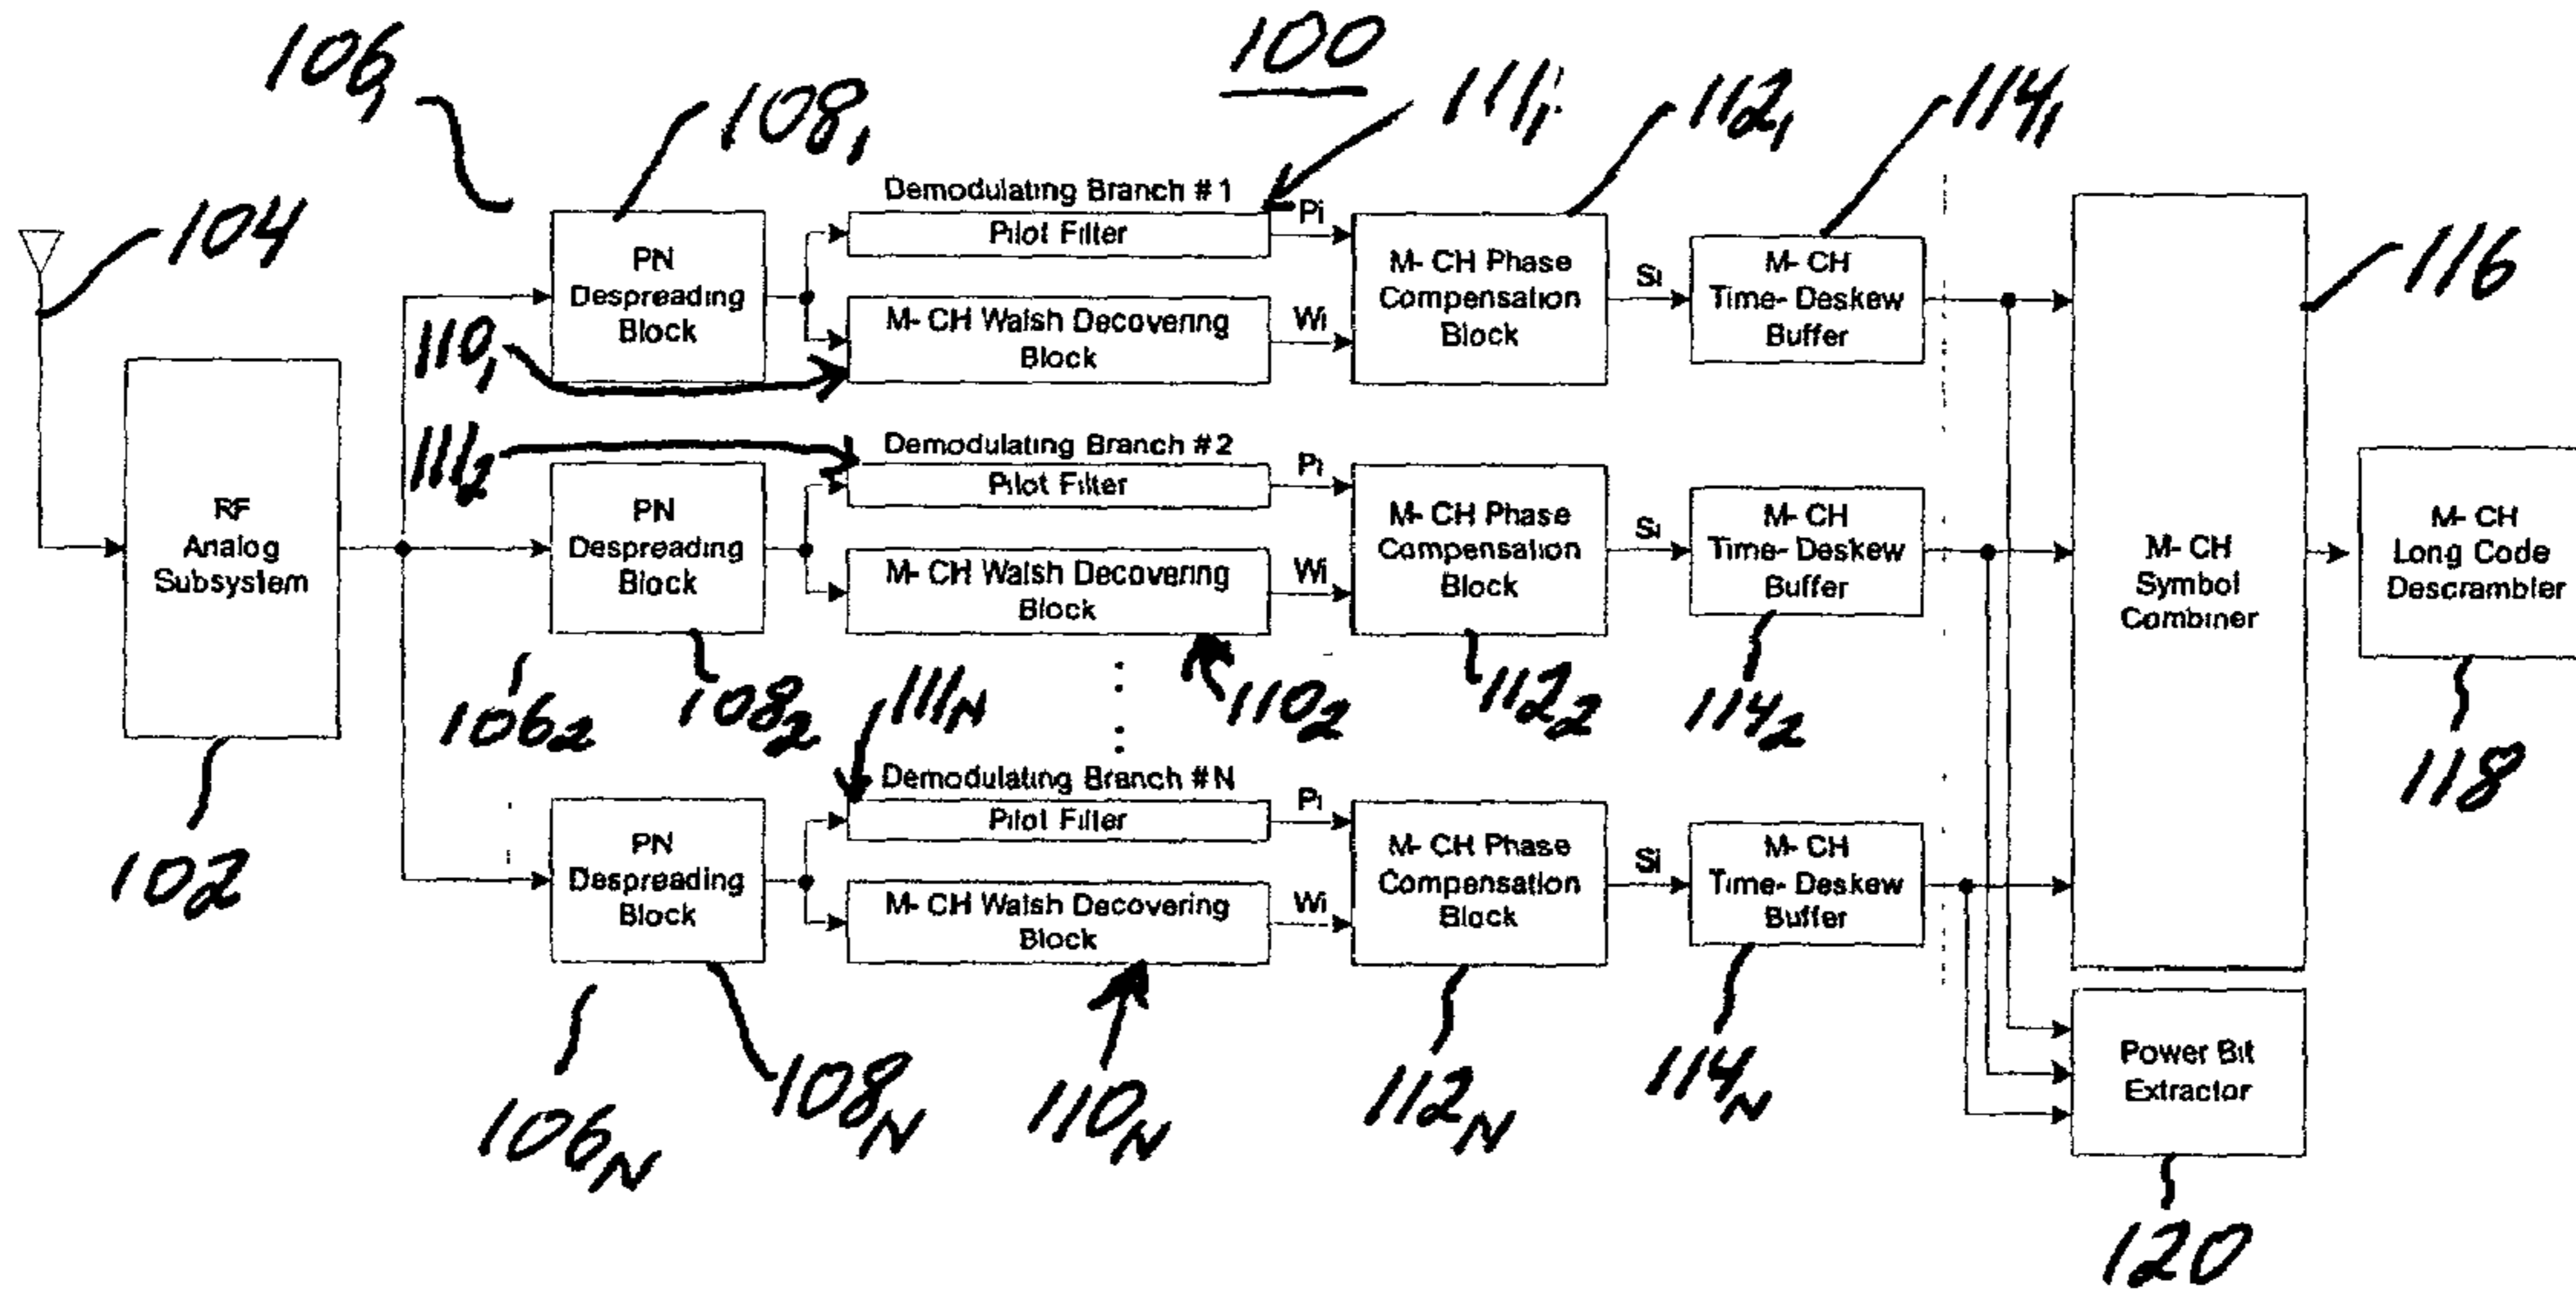 100
106₁
108₁
111₁
112₁
114₁
104
116
Demodulating Branch #1
Pilot Filter
Pi
PN
Despreading
Block
M-CH Walsh Decovering
Block
Wi
M-CH Phase
Compensation
Block
Si
M-CH
Time-Deskew
Buffer
110₁
111₂
Demodulating Branch #2
Pilot Filter
Pi
PN
Despreading
Block
M-CH Walsh Decovering
Block
Wi
M-CH Phase
Compensation
Block
Si
M-CH
Time-Deskew
Buffer
RF
Analog
Subsystem
M-CH
Symbol
Combiner
M-CH
Long Code
Descrambler
106₂
108₂
111N
110₂
112₂
114₂
118
102
Demodulating Branch #N
Pilot Filter
Pi
PN
Despreading
Block
M-CH Walsh Decovering
Block
Wi
M-CH Phase
Compensation
Block
Si
M-CH
Time-Deskew
Buffer
Power Bit
Extractor
106N
108N
110N
112N
114N
120